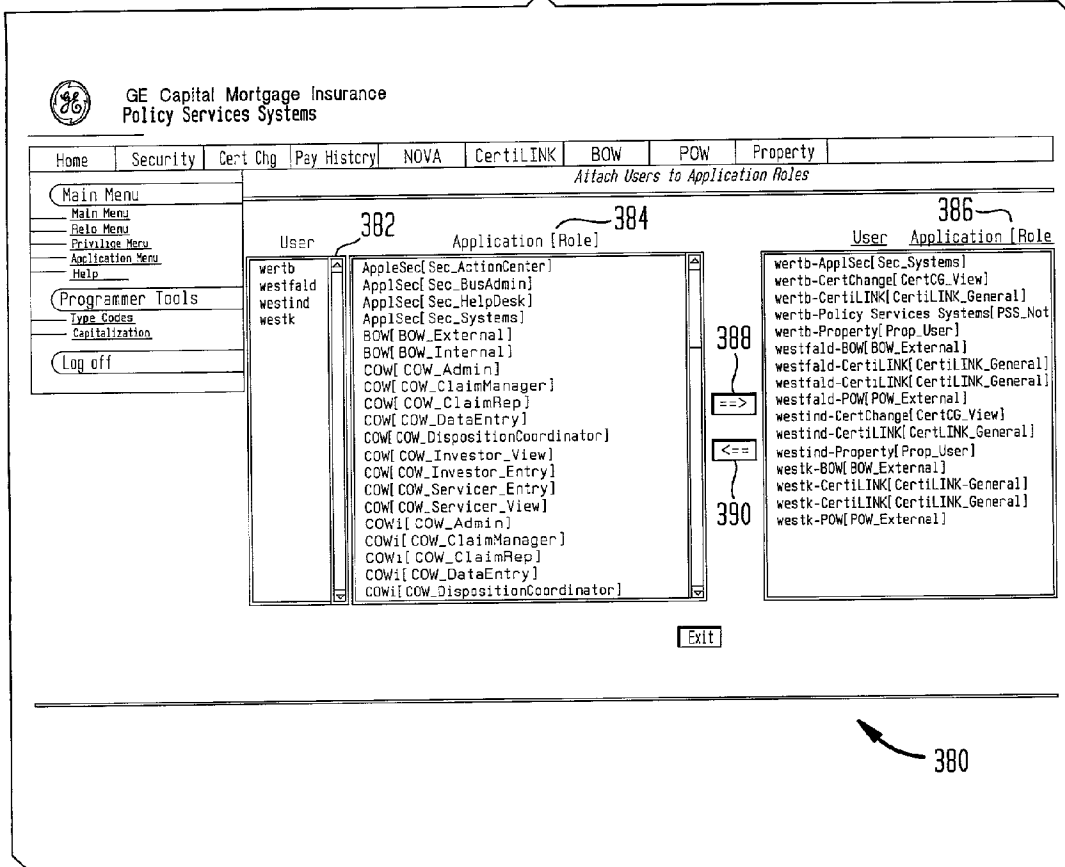 GE
GE Capital Mortgage Insurance
Policy Services Systems
Home Security Cert Chg Pay History NOVA CertiLINK BOW POW Property
Attach Users to Application Roles
Main Menu
Main Menu
Relo Menu
Privilige Menu
Application Menu
Help
Programmer Tools
Type Codes
Capitalization
Log off
User
382
Application [Role]
384
386
User Application [Role
wertb
westfald
westind
westk
AppleSec[Sec_ActionCenter]
ApplSec[Sec_BusAdmin]
ApplSec[Sec_HelpDesk]
ApplSec[Sec_Systems]
BOW[BOW_External]
BOW[BOW_Internal]
COW[COW_Admin]
COW[COW_ClaimManager]
COW[COW_ClaimRep]
COW[COW_DataEntry]
COW[COW_DispositionCoordinator]
COW[COW_Investor_View]
COW[COW_Investor_Entry]
COW[COW_Servicer_Entry]
COW[COW_Servicer_View]
COWi[COW_Admin]
COWi[COW_ClaimManager]
COWi[COW_ClaimRep]
COWi[COW_DataEntry]
COWi[COW_DispositionCoordinator]
388
==>
<==
390
wertb-ApplSec[Sec_Systems]
wertb-CertChange[CertCG_View]
wertb-CertiLINK[CertiLINK_General]
wertb-Policy Services Systems[PSS_Not
wertb-Property[Prop_User]
westfald-BOW[BOW_External]
westfald-CertiLINK[CertiLINK_General]
westfald-CertiLINK[CertiLINK_General]
westfald-POW[POW_External]
westind-CertChange[CertCG_View]
westind-CertiLINK[CertLINK_General]
westind-Property[Prop_User]
westk-BOW[BOW_External]
westk-CertiLINK[CertiLINK-General]
westk-CertiLINK[CertiLINK_General]
westk-POW[POW_External]
Exit
380